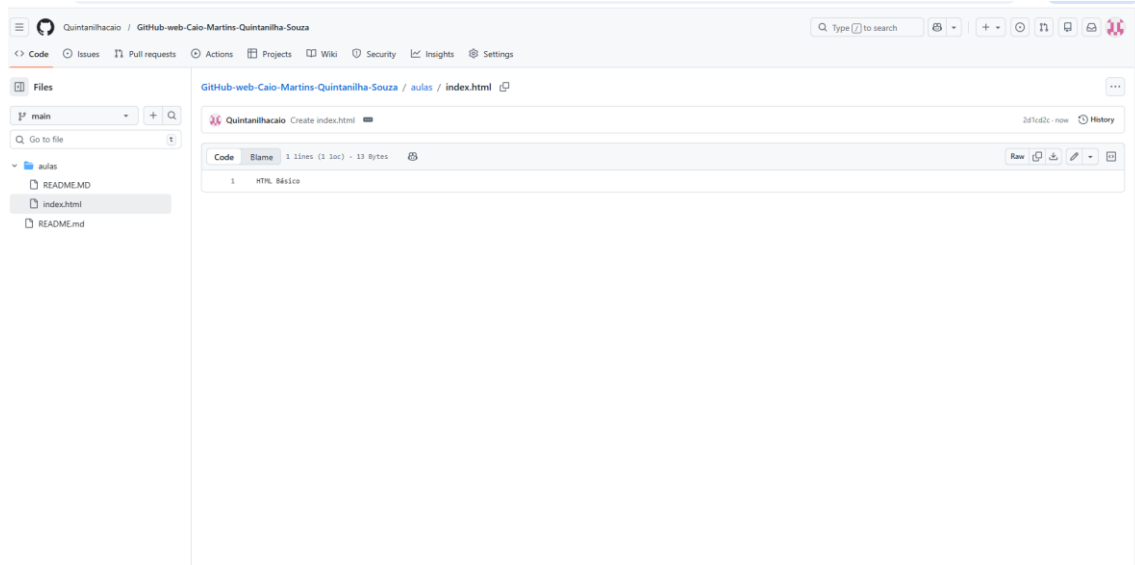 Quintanilhacaio / GitHub-web-Caio-Martins-Quintanilha-Souza
Type / to search
Code Issues Pull requests Actions Projects Wiki Security Insights Settings
Files
GitHub-web-Caio-Martins-Quintanilha-Souza / aulas / index.html
main
Quintanilhacaio Create index.html
2d1cd2c · now History
Go to file t
Code Blame 1 lines (1 loc) · 13 Bytes
Raw
aulas
1 HTML Básico
README.MD
index.html
README.md